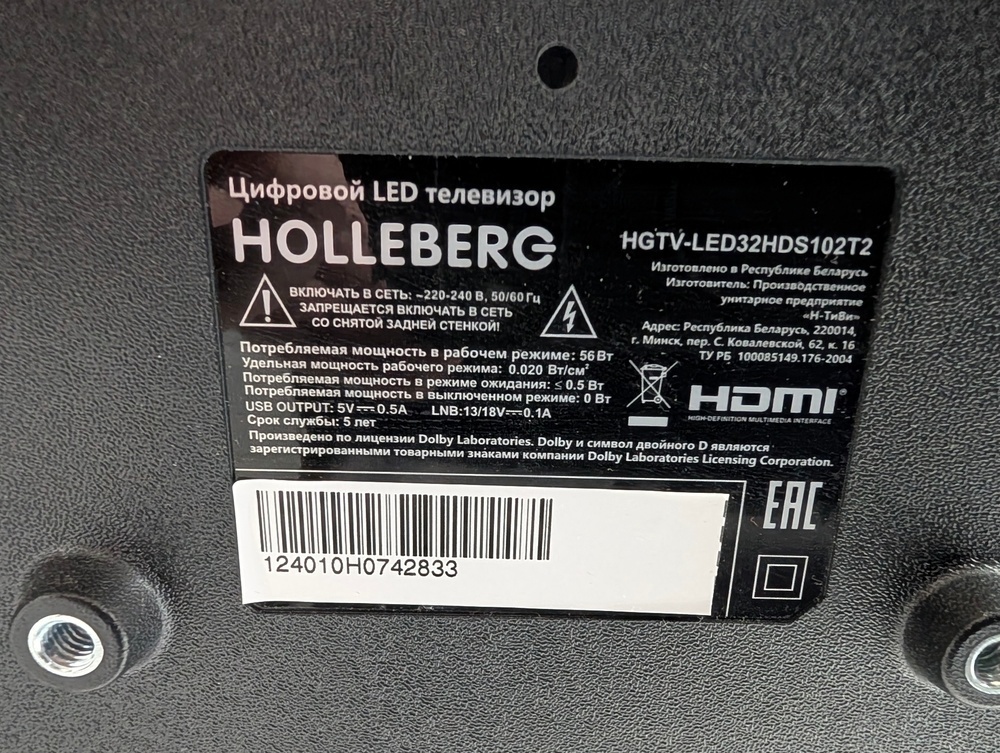 Цифровой LED телевизор
HOLLEBERG
HGTV-LED32HDS102T2
Изготовлено в Республике Беларусь
Изготовитель: Производственное
унитарное предприятие
«Н-ТиВи»
Адрес: Республика Беларусь, 220014,
г. Минск, пер. С. Ковалевской, 62, к. 16
ТУ РБ 100085149.176-2004
ВКЛЮЧАТЬ В СЕТЬ: ~220-240 В, 50/60 Гц
ЗАПРЕЩАЕТСЯ ВКЛЮЧАТЬ В СЕТЬ
СО СНЯТОЙ ЗАДНЕЙ СТЕНКОЙ!
Потребляемая мощность в рабочем режиме: 56 Вт
Удельная мощность рабочего режима: 0.020 Вт/см²
Потребляемая мощность в режиме ожидания: ≤ 0.5 Вт
Потребляемая мощность в выключенном режиме: 0 Вт
USB OUTPUT: 5V⎓0.5A LNB:13/18V⎓0.1A
Срок службы: 5 лет
HDMI®
HIGH-DEFINITION MULTIMEDIA INTERFACE
Произведено по лицензии Dolby Laboratories. Dolby и символ двойного D являются
зарегистрированными товарными знаками компании Dolby Laboratories Licensing Corporation.
EAC
124010H0742833